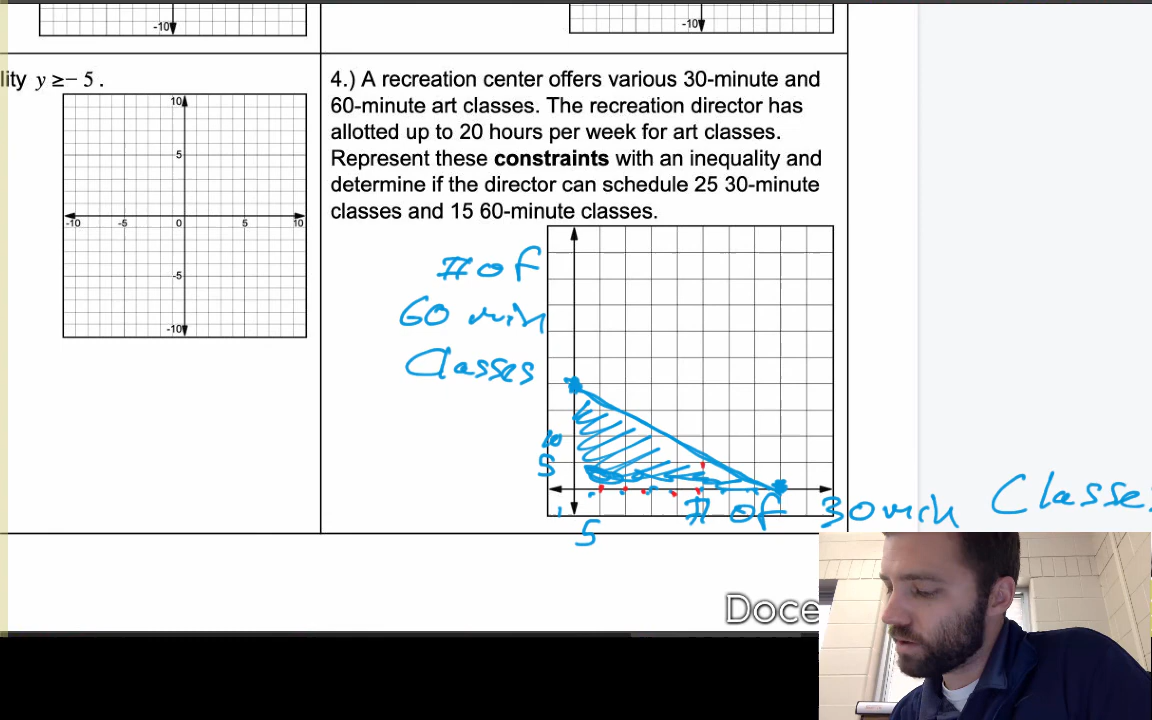 -10
-10
lity y ≥ – 5 .
10
5
-10
-5
0
5
10
-5
-10
4.) A recreation center offers various 30-minute and
60-minute art classes. The recreation director has
allotted up to 20 hours per week for art classes.
Represent these constraints with an inequality and
determine if the director can schedule 25 30-minute
classes and 15 60-minute classes.
# of
60 min
Classes
10
5
5
# of 30 min Classe
Doce